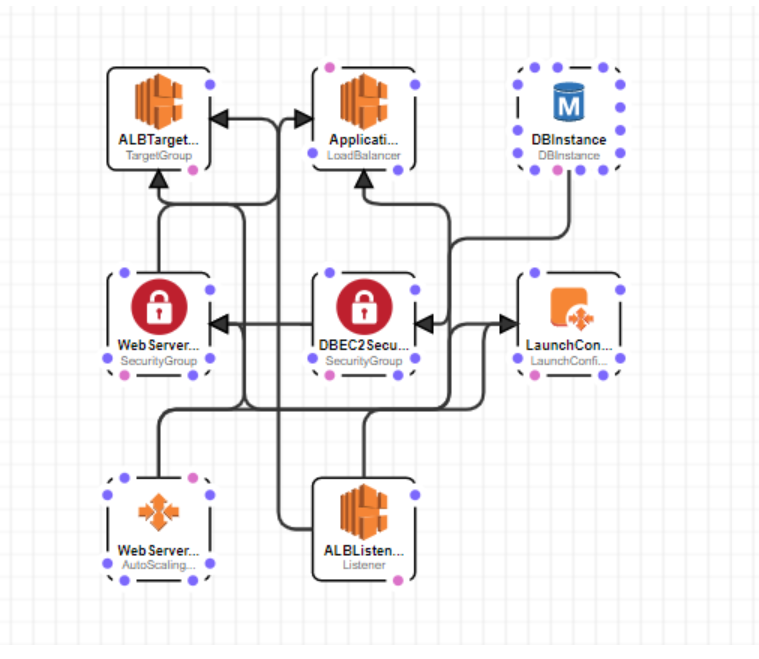 ALBTarget...
TargetGroup
Applicati...
LoadBalancer
M
DBInstance
DBInstance
WebServer...
SecurityGroup
DBEC2Secu...
SecurityGroup
LaunchCon...
LaunchConfi...
WebServer...
AutoScaling...
ALBListen...
Listener